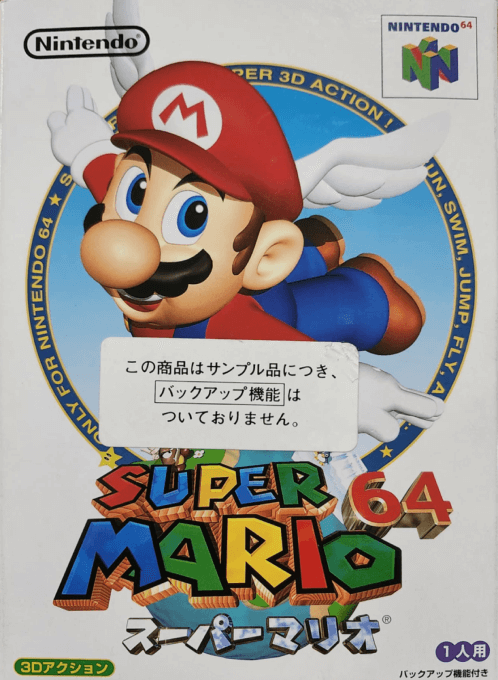 Nintendo®
NINTENDO64
SUPER 3D ACTION!
RUN, SWIM, JUMP, FLY, A
ONLY FOR NINTENDO 64 ★ S
M
この商品はサンプル品につき、
バックアップ機能は
ついておりません。
SUPER
MARIO 64
スーパーマリオ®
3Dアクション
1人用
バックアップ機能付き